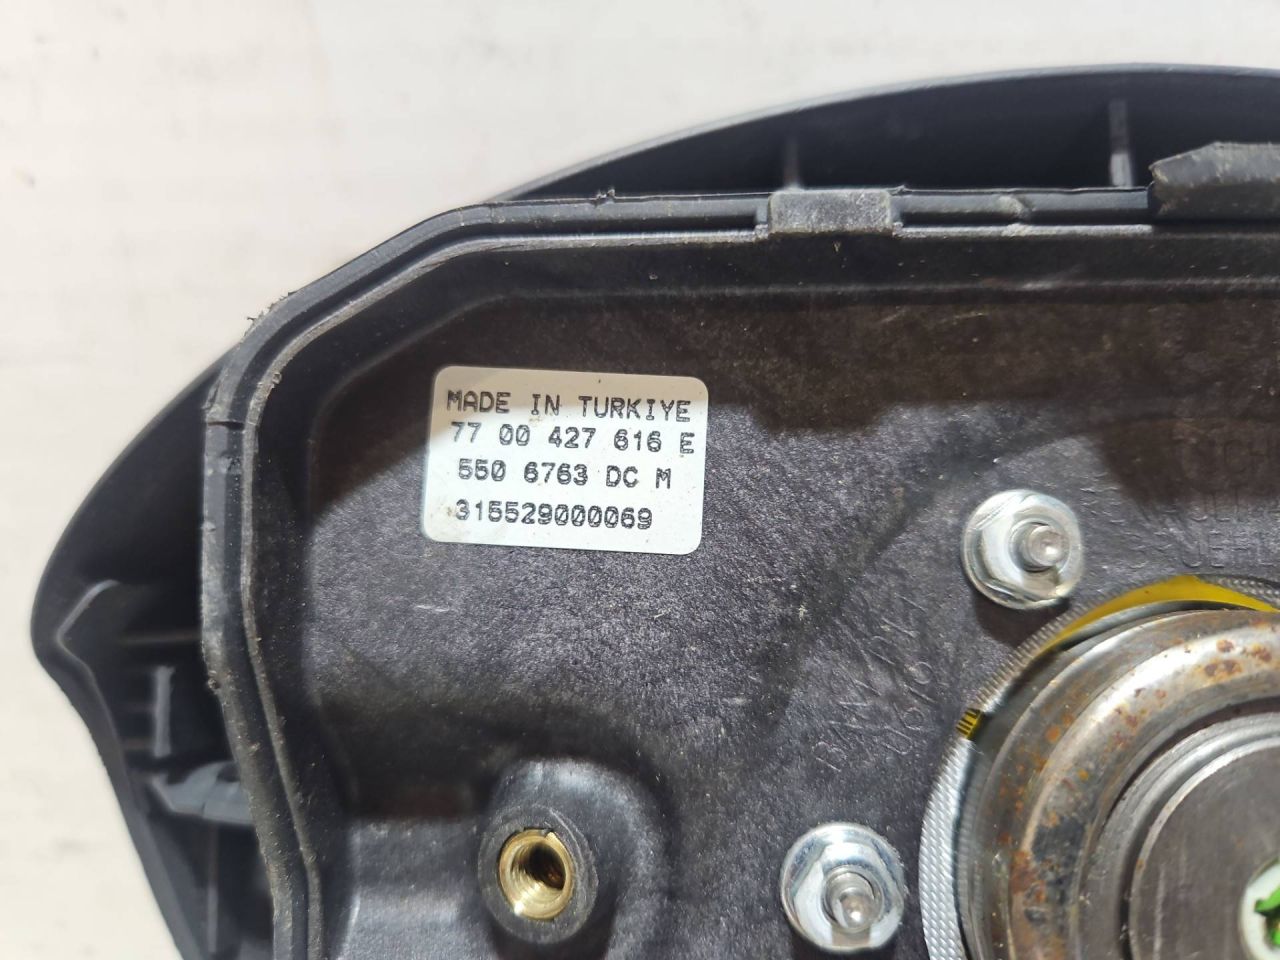 MADE IN TURKIYE
77 00 427 616 E
550 6763 DC M
315529000069